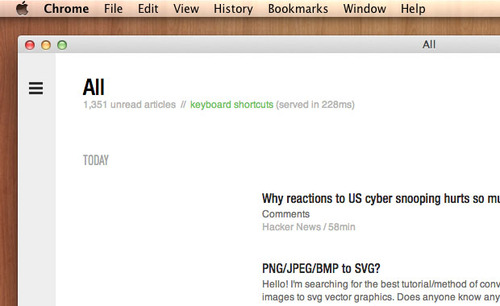 Chrome File Edit View History Bookmarks Window Help
All
All
1,351 unread articles // keyboard shortcuts (served in 228ms)
TODAY
Why reactions to US cyber snooping hurts so
Comments
Hacker News / 58min
PNG/JPEG/BMP to SVG?
Hello! I'm searching for the best tutorial/method of
images to svg vector graphics. Does anyone know any